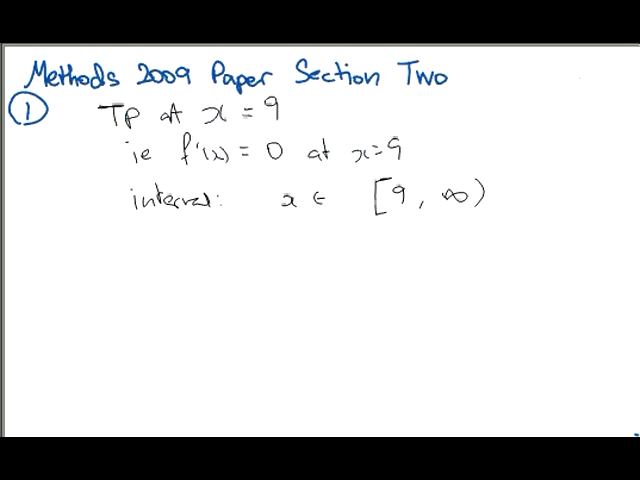 Methods 2009 Paper Section Two
① TP at x = 9
ie f'(x) = 0 at x=9
interval: x ∈ [9, ∞)